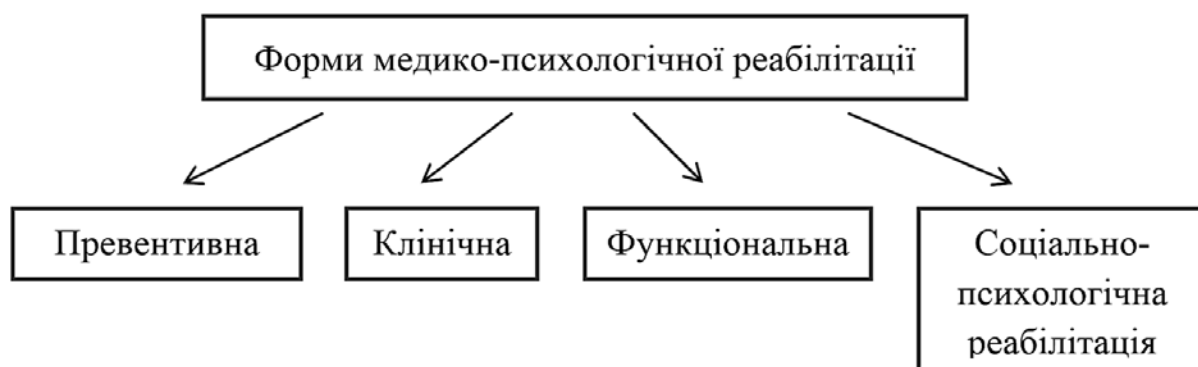 Форми медико-психологічної реабілітації
Превентивна
Клінічна
Функціональна
Соціально-
психологічна
реабілітація